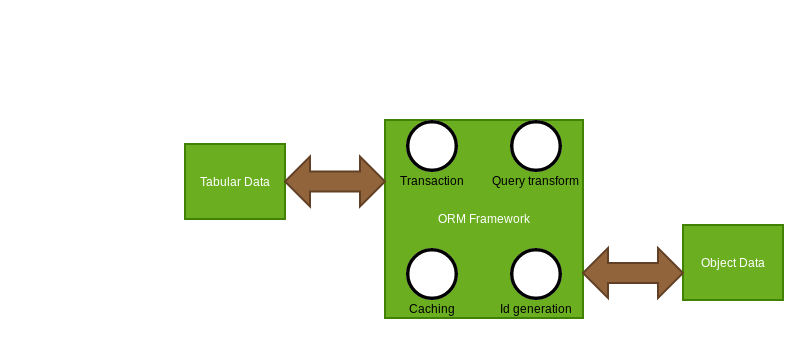 Transaction
Query transform
Tabular Data
ORM Framework
Object Data
Caching
Id generation